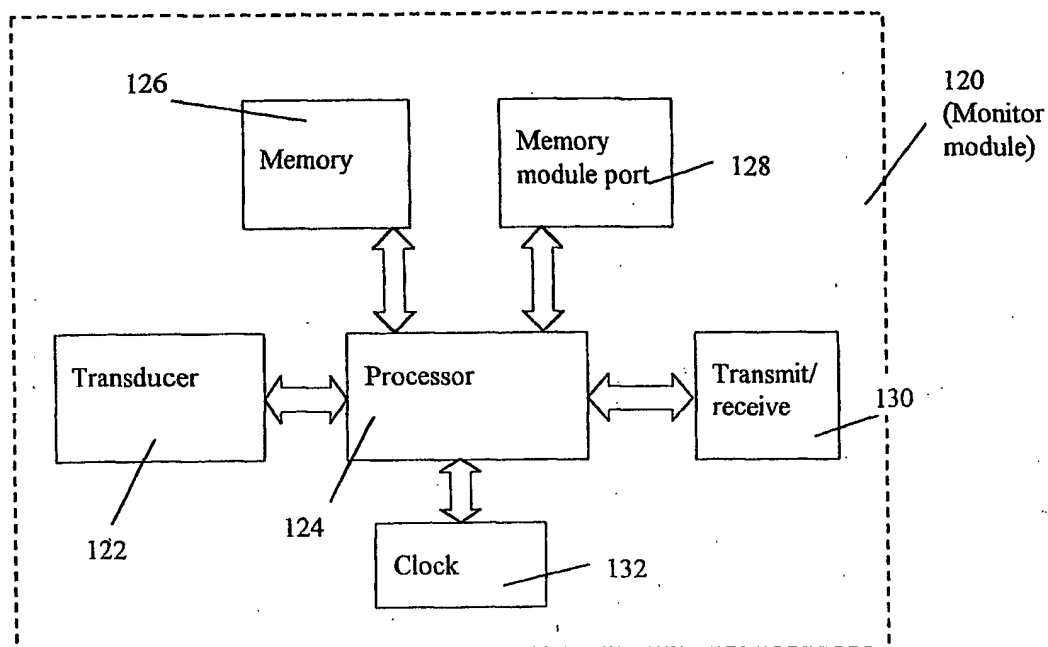 126
120
(Monitor
module)
Memory
Memory
module port
128
Transducer
Processor
Transmit/
receive
130
122
124
Clock
132